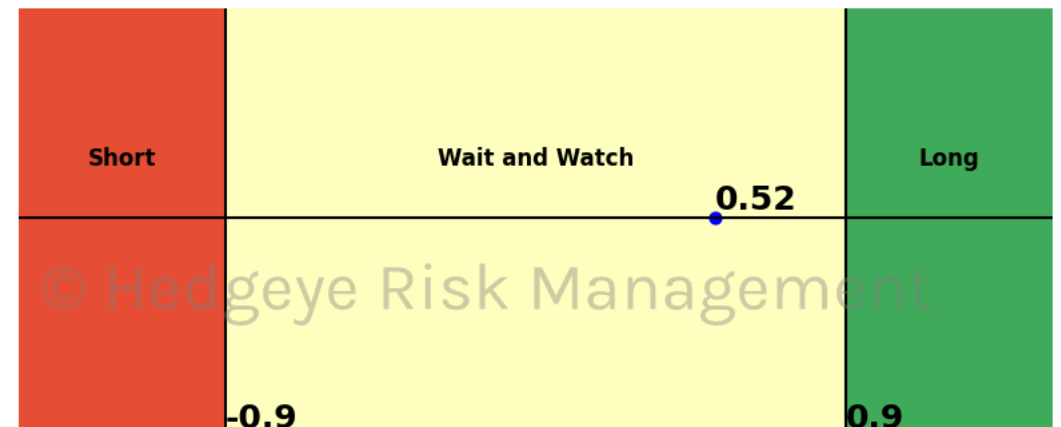 Short
Wait and Watch
Long
0.52
© Hedgeye Risk Management
-0.9
0.9